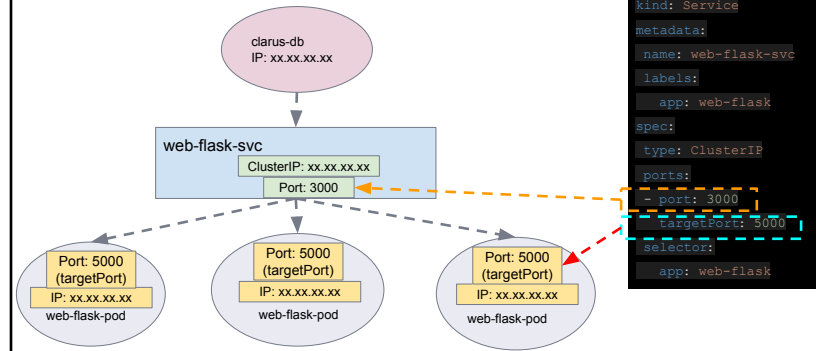 clarus-db
IP: xx.xx.xx.xx
web-flask-svc
ClusterIP: xx.xx.xx.xx
Port: 3000
Port: 5000
(targetPort)
IP: xx.xx.xx.xx
web-flask-pod
Port: 5000
(targetPort)
IP: xx.xx.xx.xx
web-flask-pod
Port: 5000
(targetPort)
IP: xx.xx.xx.xx
web-flask-pod
kind: Service
metadata:
name: web-flask-svc
labels:
app: web-flask
spec:
type: ClusterIP
ports:
- port: 3000
targetPort: 5000
selector:
app: web-flask